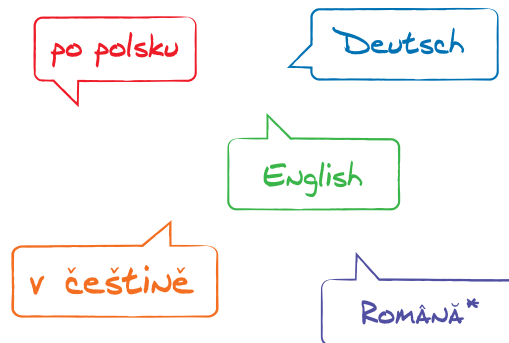 po polsku
Deutsch
English
v češtině
Română*